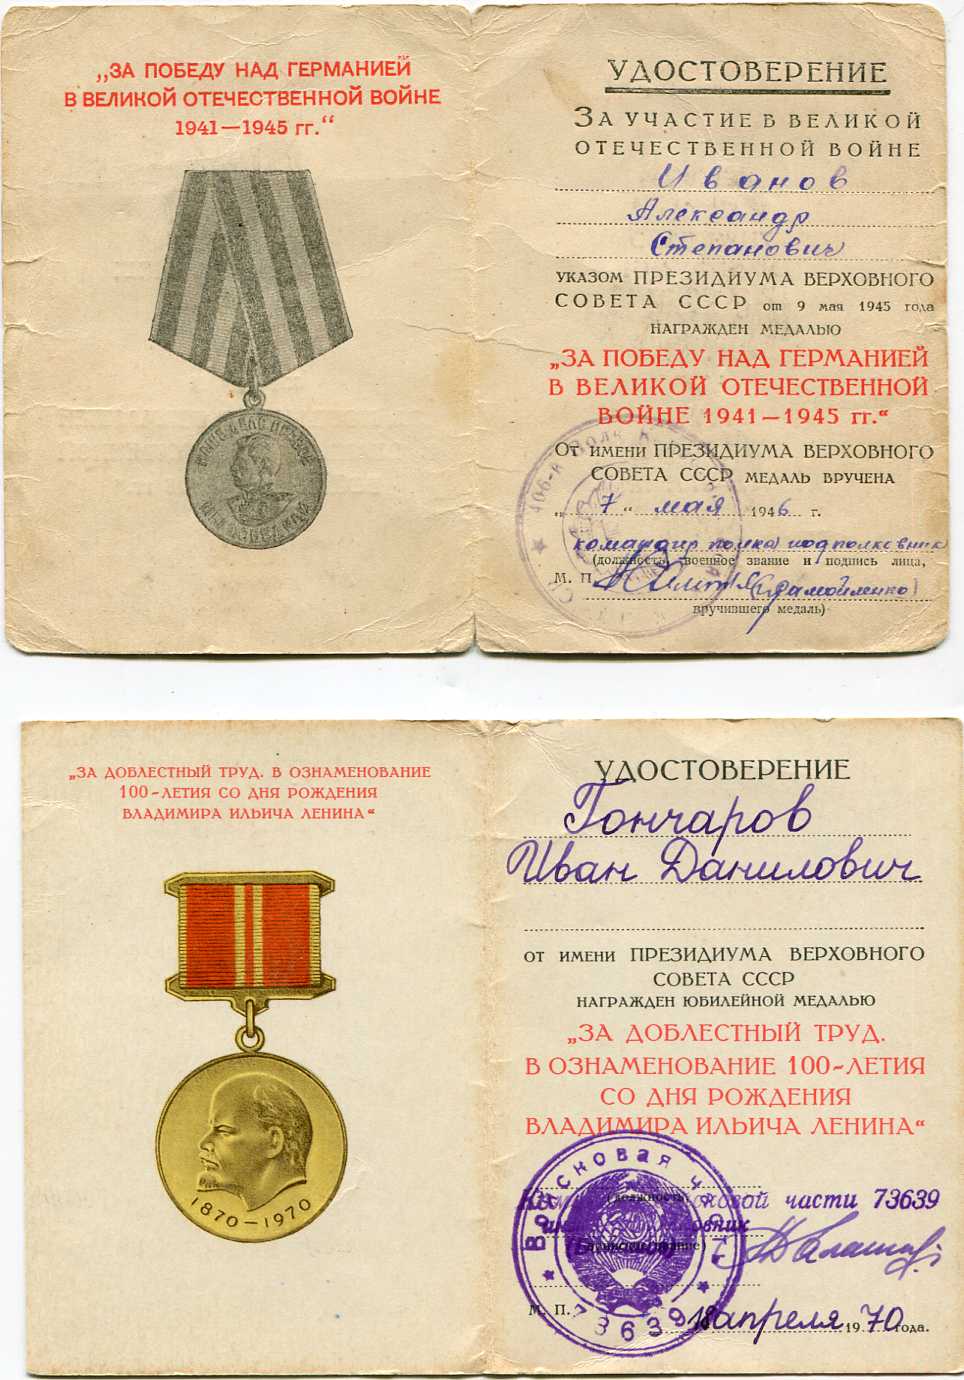 „ЗА ПОБЕДУ НАД ГЕРМАНИЕЙ
В ВЕЛИКОЙ ОТЕЧЕСТВЕННОЙ ВОЙНЕ
1941—1945 гг.“
УДОСТОВЕРЕНИЕ
ЗА УЧАСТИЕ В ВЕЛИКОЙ
ОТЕЧЕСТВЕННОЙ ВОЙНЕ
Иванов
Александр
Степанович
УКАЗОМ ПРЕЗИДИУМА ВЕРХОВНОГО
СОВЕТА СССР от 9 мая 1945 года
НАГРАЖДЕН МЕДАЛЬЮ
„ЗА ПОБЕДУ НАД ГЕРМАНИЕЙ
В ВЕЛИКОЙ ОТЕЧЕСТВЕННОЙ
ВОЙНЕ 1941—1945 гг.“
ОТ ИМЕНИ ПРЕЗИДИУМА ВЕРХОВНОГО
СОВЕТА СССР МЕДАЛЬ ВРУЧЕНА
„7“ мая 1946 г.
командир полка подполковник
(должность, военное звание и подпись лица,
М. П.
вручившего медаль)
„ЗА ДОБЛЕСТНЫЙ ТРУД. В ОЗНАМЕНОВАНИЕ
100-ЛЕТИЯ СО ДНЯ РОЖДЕНИЯ
ВЛАДИМИРА ИЛЬИЧА ЛЕНИНА“
1870—1970
УДОСТОВЕРЕНИЕ
Гончаров
Иван Данилович
ОТ ИМЕНИ ПРЕЗИДИУМА ВЕРХОВНОГО
СОВЕТА СССР
НАГРАЖДЕН ЮБИЛЕЙНОЙ МЕДАЛЬЮ
„ЗА ДОБЛЕСТНЫЙ ТРУД.
В ОЗНАМЕНОВАНИЕ 100-ЛЕТИЯ
СО ДНЯ РОЖДЕНИЯ
ВЛАДИМИРА ИЛЬИЧА ЛЕНИНА“
Войсковая часть
73639
(должность)
части 73639
М. П.
18 апреля 1970 года.